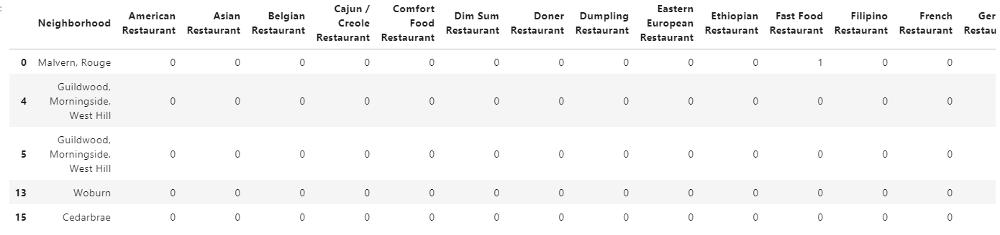 Neighborhood American Restaurant Asian Restaurant Belgian Restaurant Cajun / Creole Restaurant Comfort Food Restaurant Dim Sum Restaurant Doner Restaurant Dumpling Restaurant Eastern European Restaurant Ethiopian Restaurant Fast Food Restaurant Filipino Restaurant French Restaurant
0 Malvern, Rouge 0 0 0 0 0 0 0 0 0 0 1 0 0
4 Guildwood, Morningside, West Hill 0 0 0 0 0 0 0 0 0 0 0 0 0
5 Guildwood, Morningside, West Hill 0 0 0 0 0 0 0 0 0 0 0 0 0
13 Woburn 0 0 0 0 0 0 0 0 0 0 0 0 0
15 Cedarbrae 0 0 0 0 0 0 0 0 0 0 0 0 0